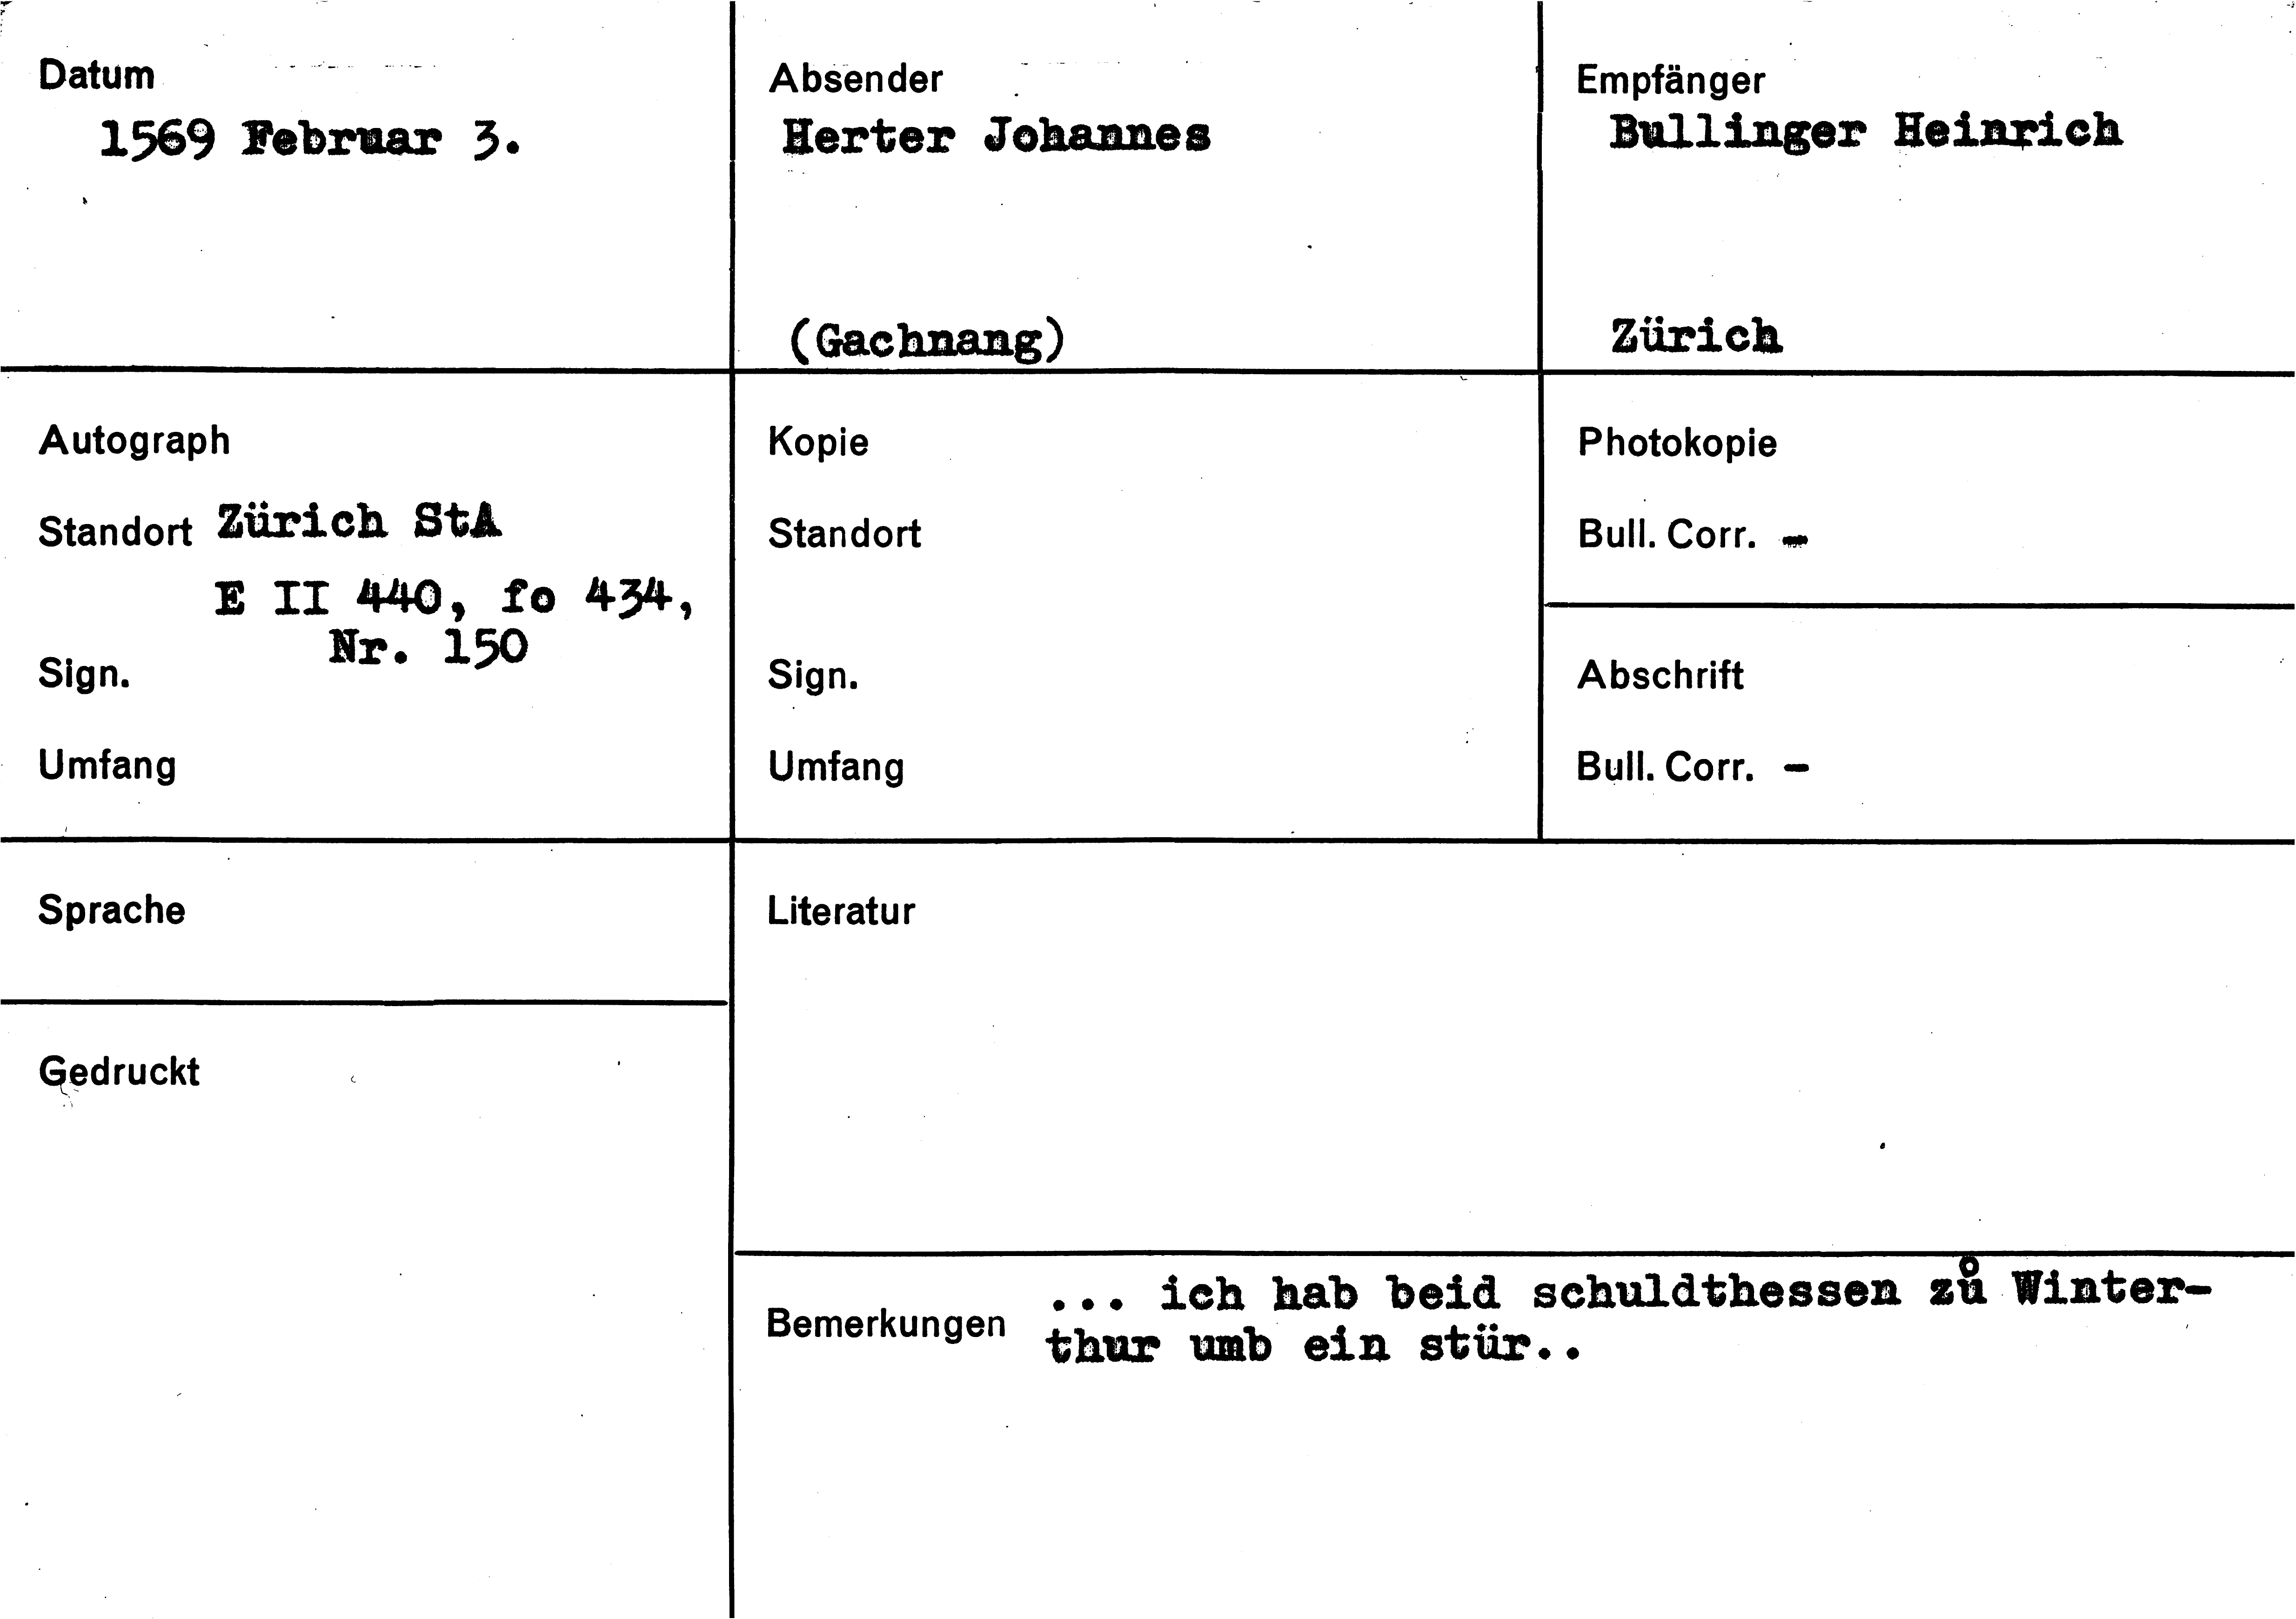 Datum
1569 Februar 3.
Absender
Herter Johannes
(Gachnang)
Empfänger
Bullinger Heinrich
Zürich
Autograph
Standort Zürich StA
E II 440, fo 434,
Nr. 150
Sign.
Umfang
Kopie
Standort
Sign.
Umfang
Photokopie
Bull. Corr. -
Abschrift
Bull. Corr. -
Sprache
Literatur
Gedruckt
Bemerkungen ... ich hab beid schuldthessen zů Winter-
thur umb ein stür..